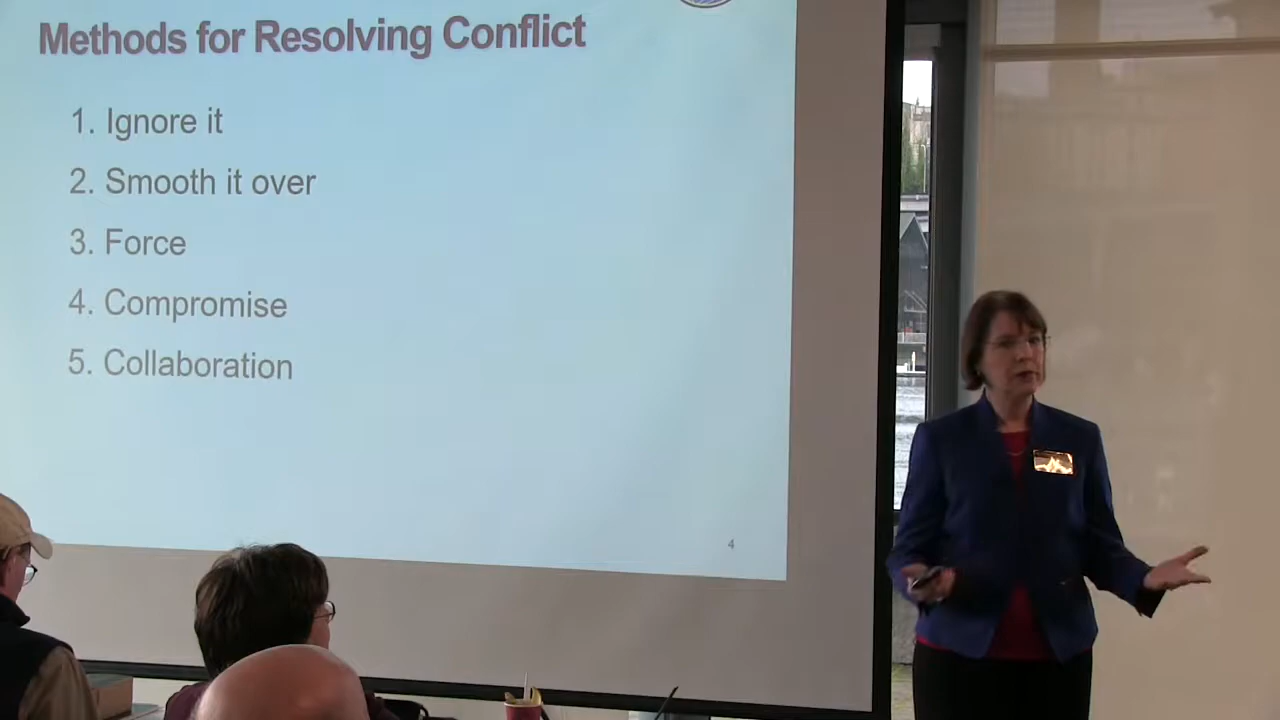 Methods for Resolving Conflict
1. Ignore it
2. Smooth it over
3. Force
4. Compromise
5. Collaboration
4